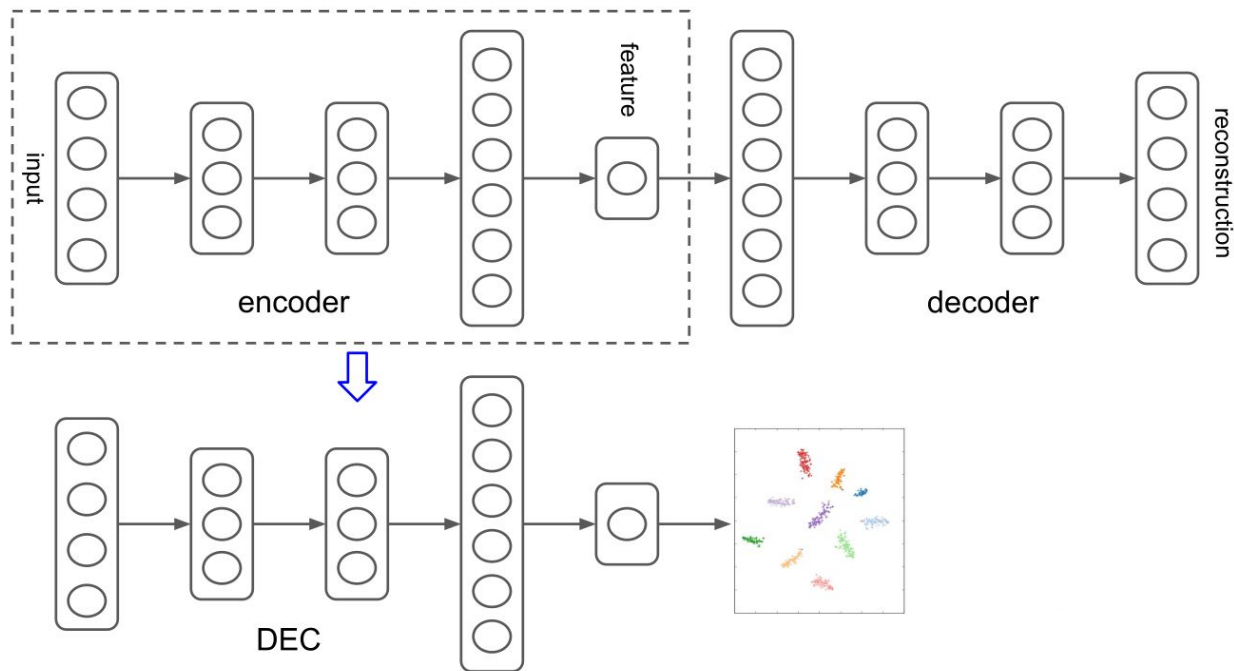 input
feature
reconstruction
encoder
decoder
DEC